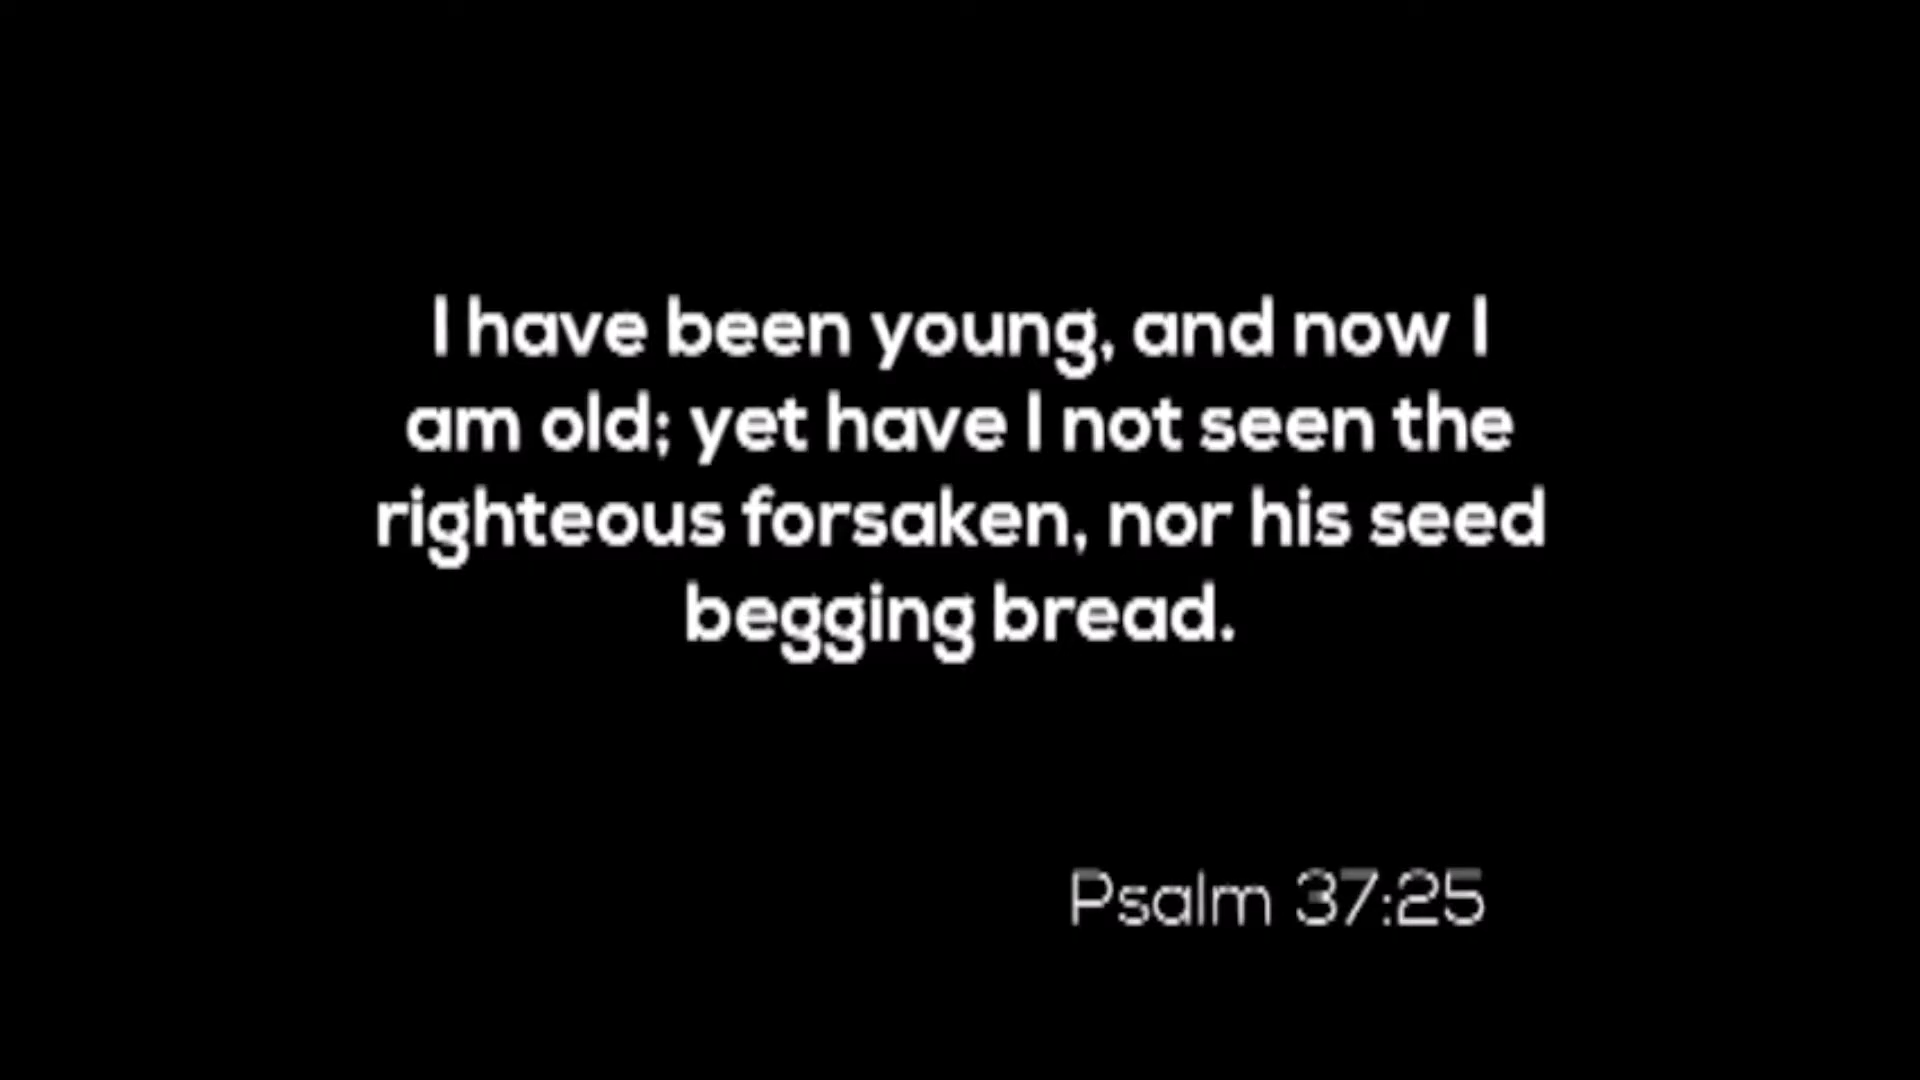 I have been young, and now I
am old; yet have I not seen the
righteous forsaken, nor his seed
begging bread.
Psalm 37:25